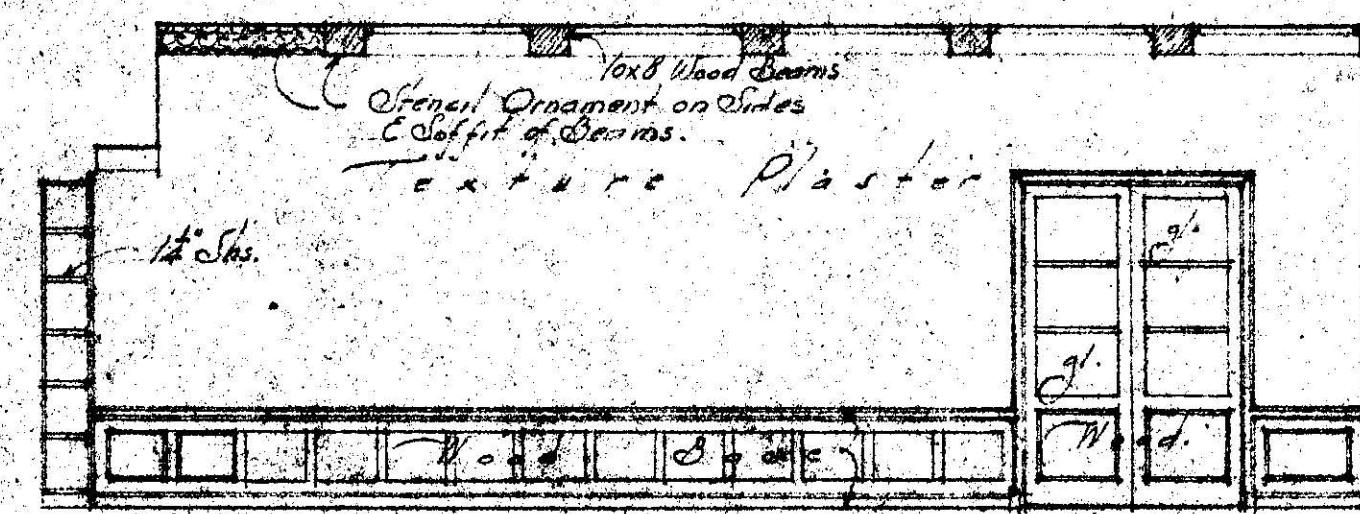 10x8 Wood Beams
Stencil Ornament on Sides
& Soffit of Beams.
Texture Plaster
1¼" Shs.
gl.
gl.
Wood Base
Wood.